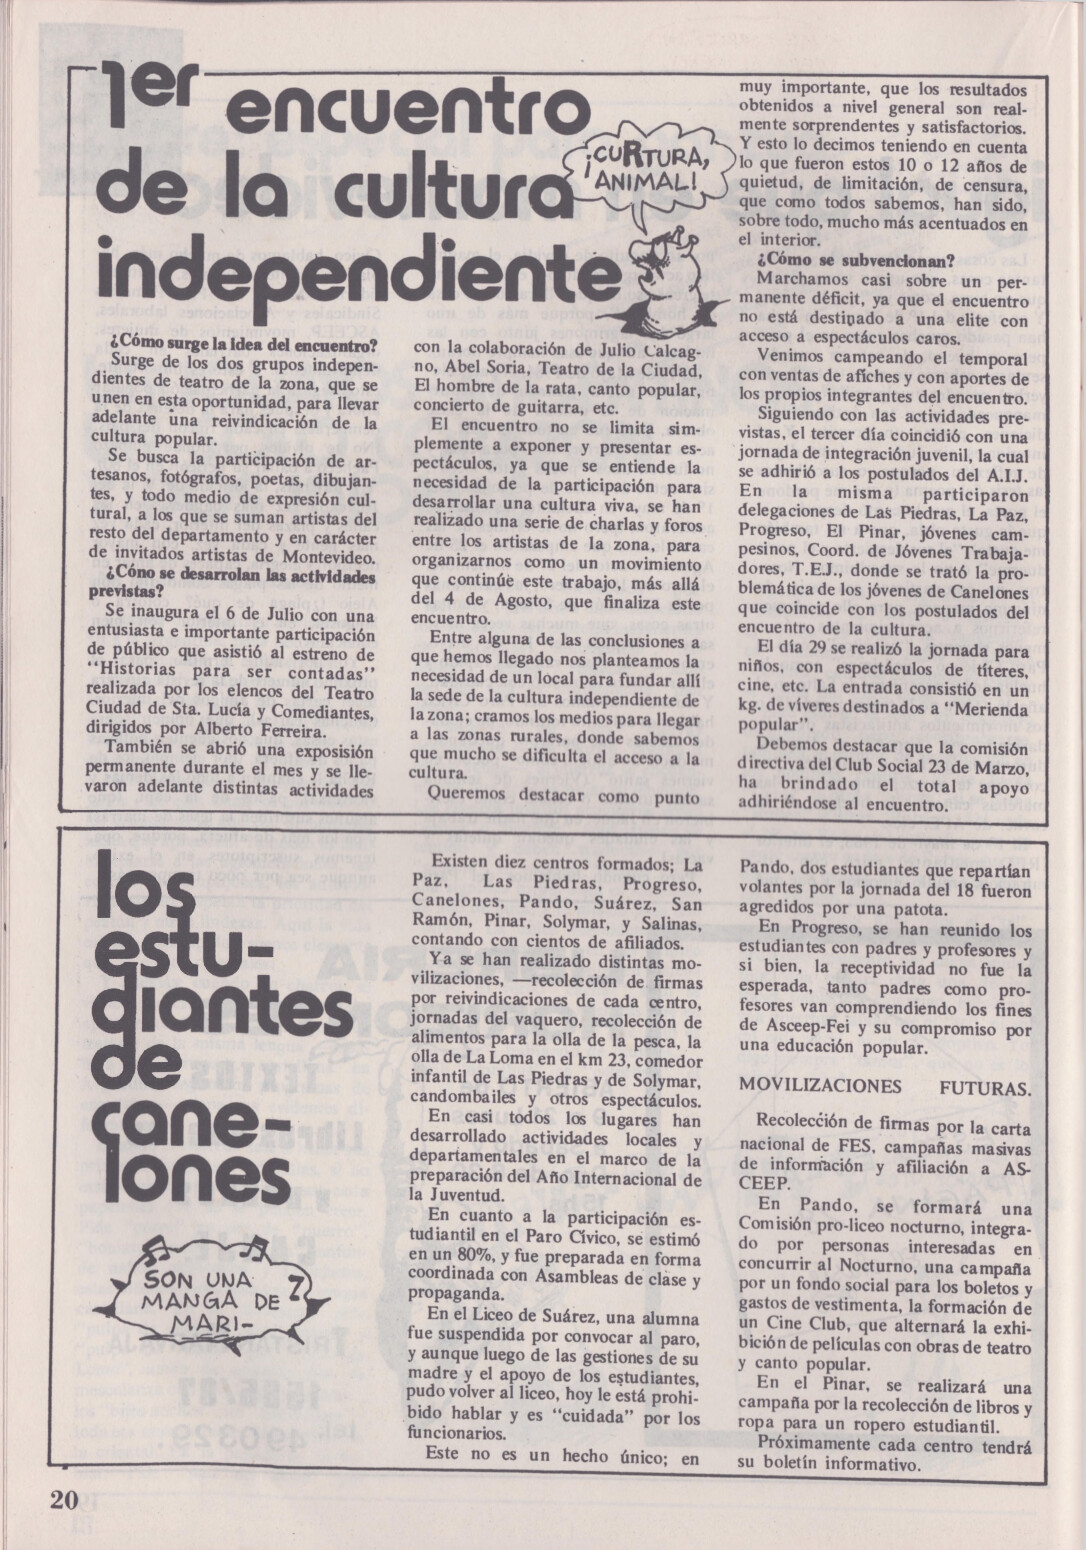 1er encuentro
de la cultura
independiente
¡CURTURA,
ANIMAL!
¿Cómo surge la idea del encuentro?
Surge de los dos grupos indepen-
dientes de teatro de la zona, que se
unen en esta oportunidad, para llevar
adelante una reivindicación de la
cultura popular.
Se busca la participación de ar-
tesanos, fotógrafos, poetas, dibujan-
tes, y todo medio de expresión cul-
tural, a los que se suman artistas del
resto del departamento y en carácter
de invitados artistas de Montevideo.
¿Cóno se desarrolan las actividades
previstas?
Se inaugura el 6 de Julio con una
entusiasta e importante participación
de público que asistió al estreno de
"Historias para ser contadas"
realizada por los elencos del Teatro
Ciudad de Sta. Lucía y Comediantes,
dirigidos por Alberto Ferreira.
También se abrió una exposisión
permanente durante el mes y se lle-
varon adelante distintas actividades
con la colaboración de Julio Calcag-
no, Abel Soria, Teatro de la Ciudad,
El hombre de la rata, canto popular,
concierto de guitarra, etc.
El encuentro no se limita sim-
plemente a exponer y presentar es-
pectáculos, ya que se entiende la
necesidad de la participación para
desarrollar una cultura viva, se han
realizado una serie de charlas y foros
entre los artistas de la zona, para
organizarnos como un movimiento
que continúe este trabajo, más allá
del 4 de Agosto, que finaliza este
encuentro.
Entre alguna de las conclusiones a
que hemos llegado nos planteamos la
necesidad de un local para fundar allí
la sede de la cultura independiente de
la zona; cramos los medios para llegar
a las zonas rurales, donde sabemos
que mucho se dificulta el acceso a la
cultura.
Queremos destacar como punto
muy importante, que los resultados
obtenidos a nivel general son real-
mente sorprendentes y satisfactorios.
Y esto lo decimos teniendo en cuenta
lo que fueron estos 10 o 12 años de
quietud, de limitación, de censura,
que como todos sabemos, han sido,
sobre todo, mucho más acentuados en
el interior.
¿Cómo se subvencionan?
Marchamos casi sobre un per-
manente déficit, ya que el encuentro
no está destinado a una elite con
acceso a espectáculos caros.
Venimos campeando el temporal
con ventas de afiches y con aportes de
los propios integrantes del encuentro.
Siguiendo con las actividades pre-
vistas, el tercer día coincidió con una
jornada de integración juvenil, la cual
se adhirió a los postulados del A.I.J.
En la misma participaron
delegaciones de Las Piedras, La Paz,
Progreso, El Pinar, jóvenes cam-
pesinos, Coord. de Jóvenes Trabaja-
dores, T.E.J., donde se trató la pro-
blemática de los jóvenes de Canelones
que coincide con los postulados del
encuentro de la cultura.
El día 29 se realizó la jornada para
niños, con espectáculos de títeres,
cine, etc. La entrada consistió en un
kg. de víveres destinados a "Merienda
popular".
Debemos destacar que la comisión
directiva del Club Social 23 de Marzo,
ha brindado el total apoyo
adhiriéndose al encuentro.
los
estu-
diantes
de
cane-
lones
SON UNA
MANGA DE
MARI-
Existen diez centros formados; La
Paz, Las Piedras, Progreso,
Canelones, Pando, Suárez, San
Ramón, Pinar, Solymar, y Salinas,
contando con cientos de afiliados.
Ya se han realizado distintas mo-
vilizaciones, —recolección de firmas
por reivindicaciones de cada centro,
jornadas del vaquero, recolección de
alimentos para la olla de la pesca, la
olla de La Loma en el km 23, comedor
infantil de Las Piedras y de Solymar,
candombailes y otros espectáculos.
En casi todos los lugares han
desarrollado actividades locales y
departamentales en el marco de la
preparación del Año Internacional de
la Juventud.
En cuanto a la participación es-
tudiantil en el Paro Cívico, se estimó
en un 80%, y fue preparada en forma
coordinada con Asambleas de clase y
propaganda.
En el Liceo de Suárez, una alumna
fue suspendida por convocar al paro,
y aunque luego de las gestiones de su
madre y el apoyo de los estudiantes,
pudo volver al liceo, hoy le está prohi-
bido hablar y es "cuidada" por los
funcionarios.
Este no es un hecho único; en
Pando, dos estudiantes que repartían
volantes por la jornada del 18 fueron
agredidos por una patota.
En Progreso, se han reunido los
estudiantes con padres y profesores y
si bien, la receptividad no fue la
esperada, tanto padres como pro-
fesores van comprendiendo los fines
de Asceep-Fei y su compromiso por
una educación popular.
MOVILIZACIONES FUTURAS.
Recolección de firmas por la carta
nacional de FES, campañas masivas
de información y afiliación a AS-
CEEP.
En Pando, se formará una
Comisión pro-liceo nocturno, integra-
do por personas interesadas en
concurrir al Nocturno, una campaña
por un fondo social para los boletos y
gastos de vestimenta, la formación de
un Cine Club, que alternará la exhi-
bición de películas con obras de teatro
y canto popular.
En el Pinar, se realizará una
campaña por la recolección de libros y
ropa para un ropero estudiantil.
Próximamente cada centro tendrá
su boletín informativo.
20